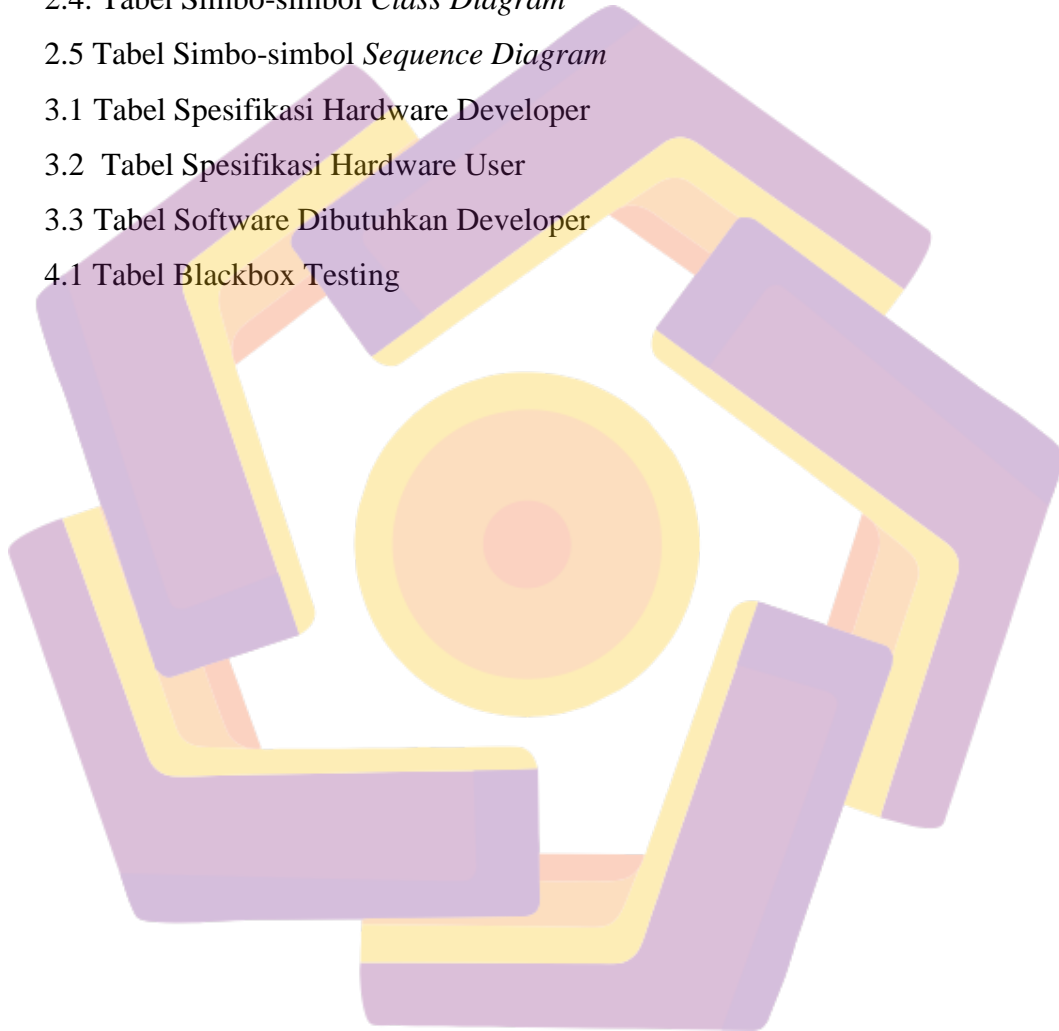 2.4. Tabel Simbo-simbol Class Diagram
2.5 Tabel Simbo-simbol Sequence Diagram
3.1 Tabel Spesifikasi Hardware Developer
3.2 Tabel Spesifikasi Hardware User
3.3 Tabel Software Dibutuhkan Developer
4.1 Tabel Blackbox Testing